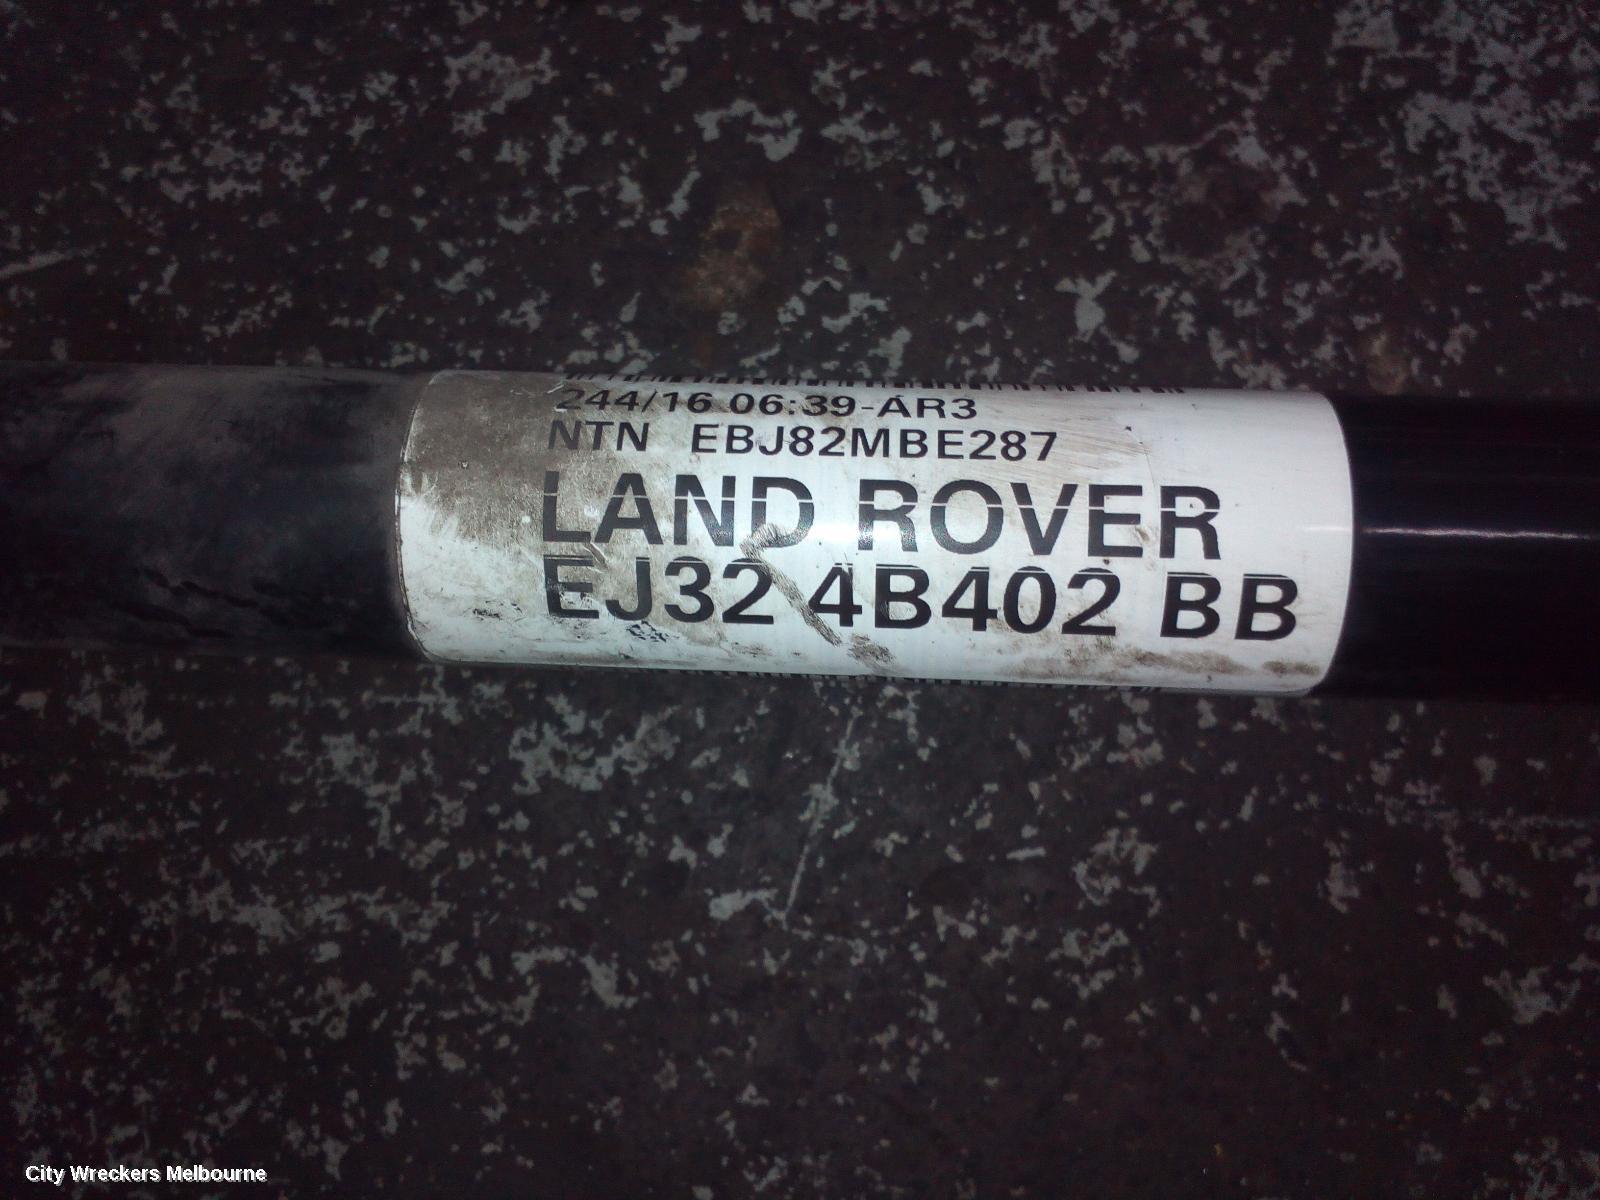 244/16 06:39-AR3
NTN EBJ82MBE287
LAND ROVER
EJ32 4B402 BB
City Wreckers Melbourne